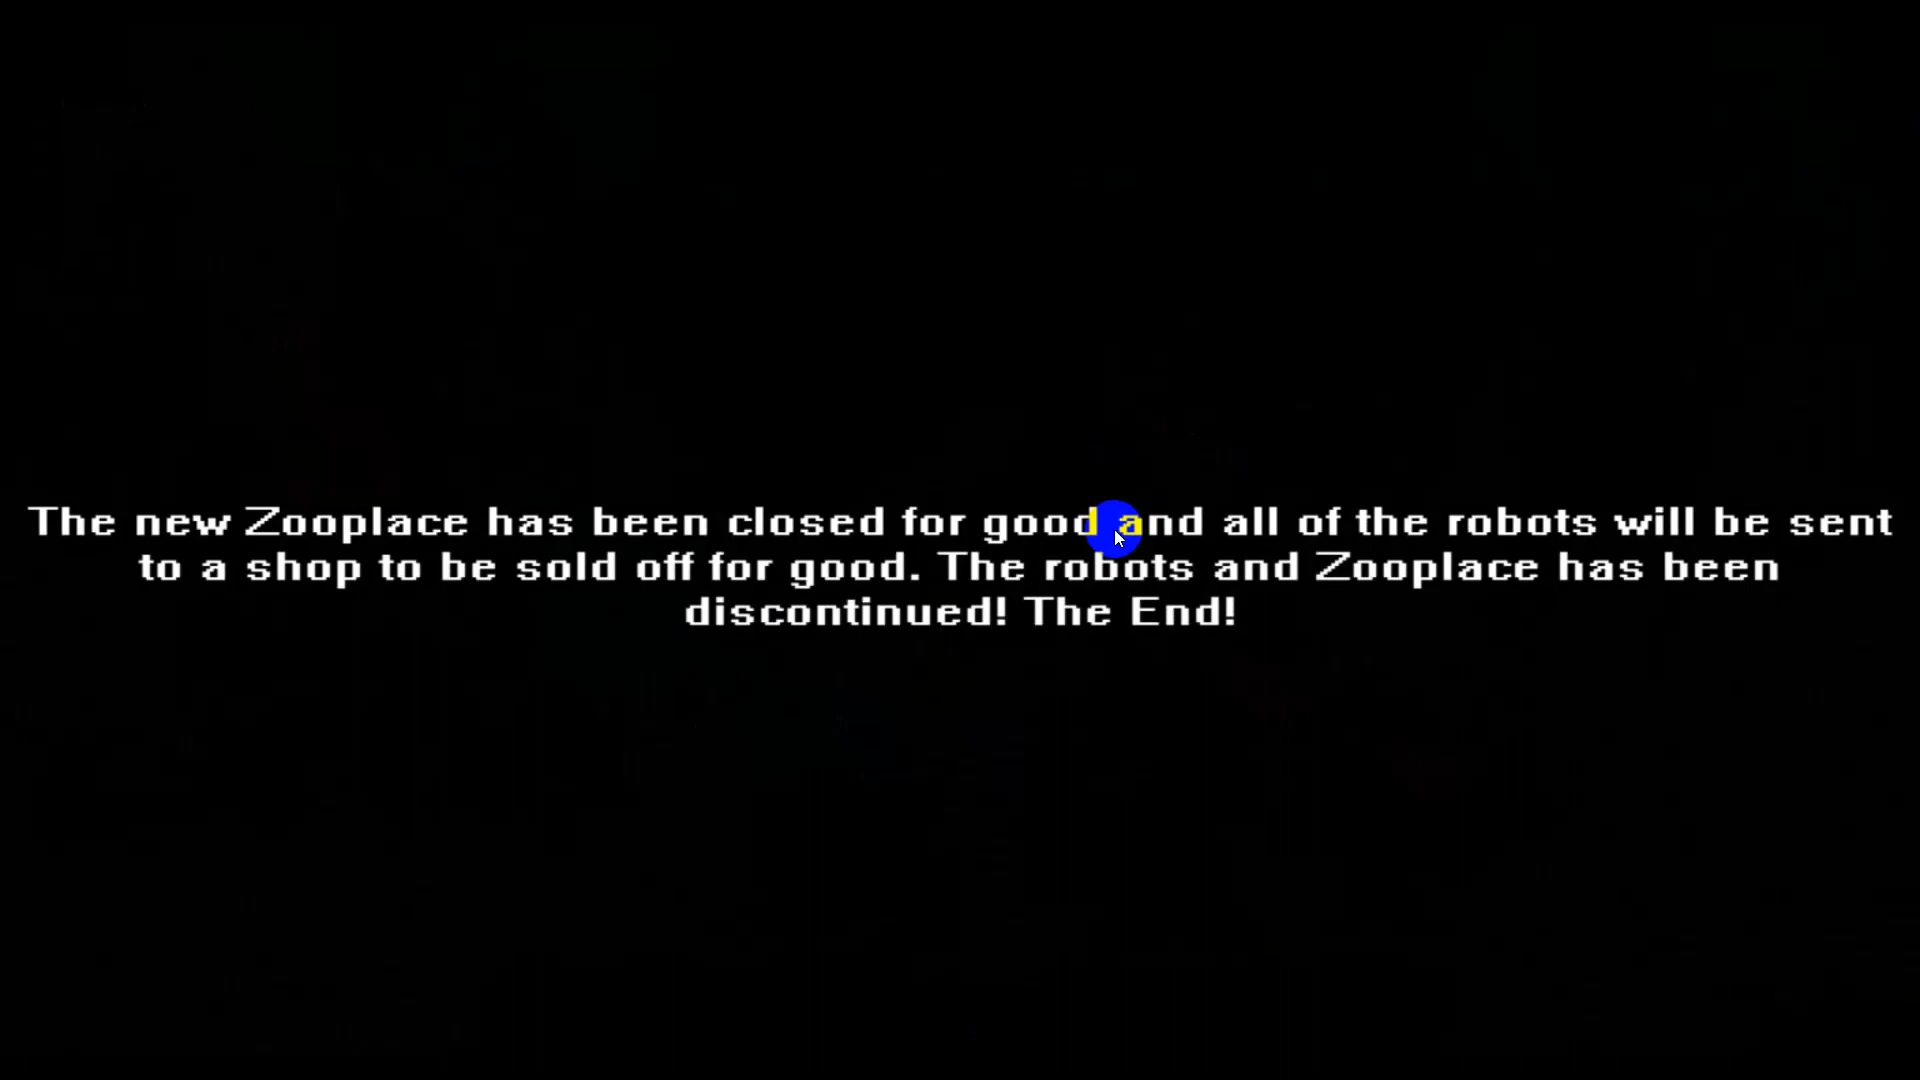 The new Zooplace has been closed for good and all of the robots will be sent
to a shop to be sold off for good. The robots and Zooplace has been
discontinued! The End!